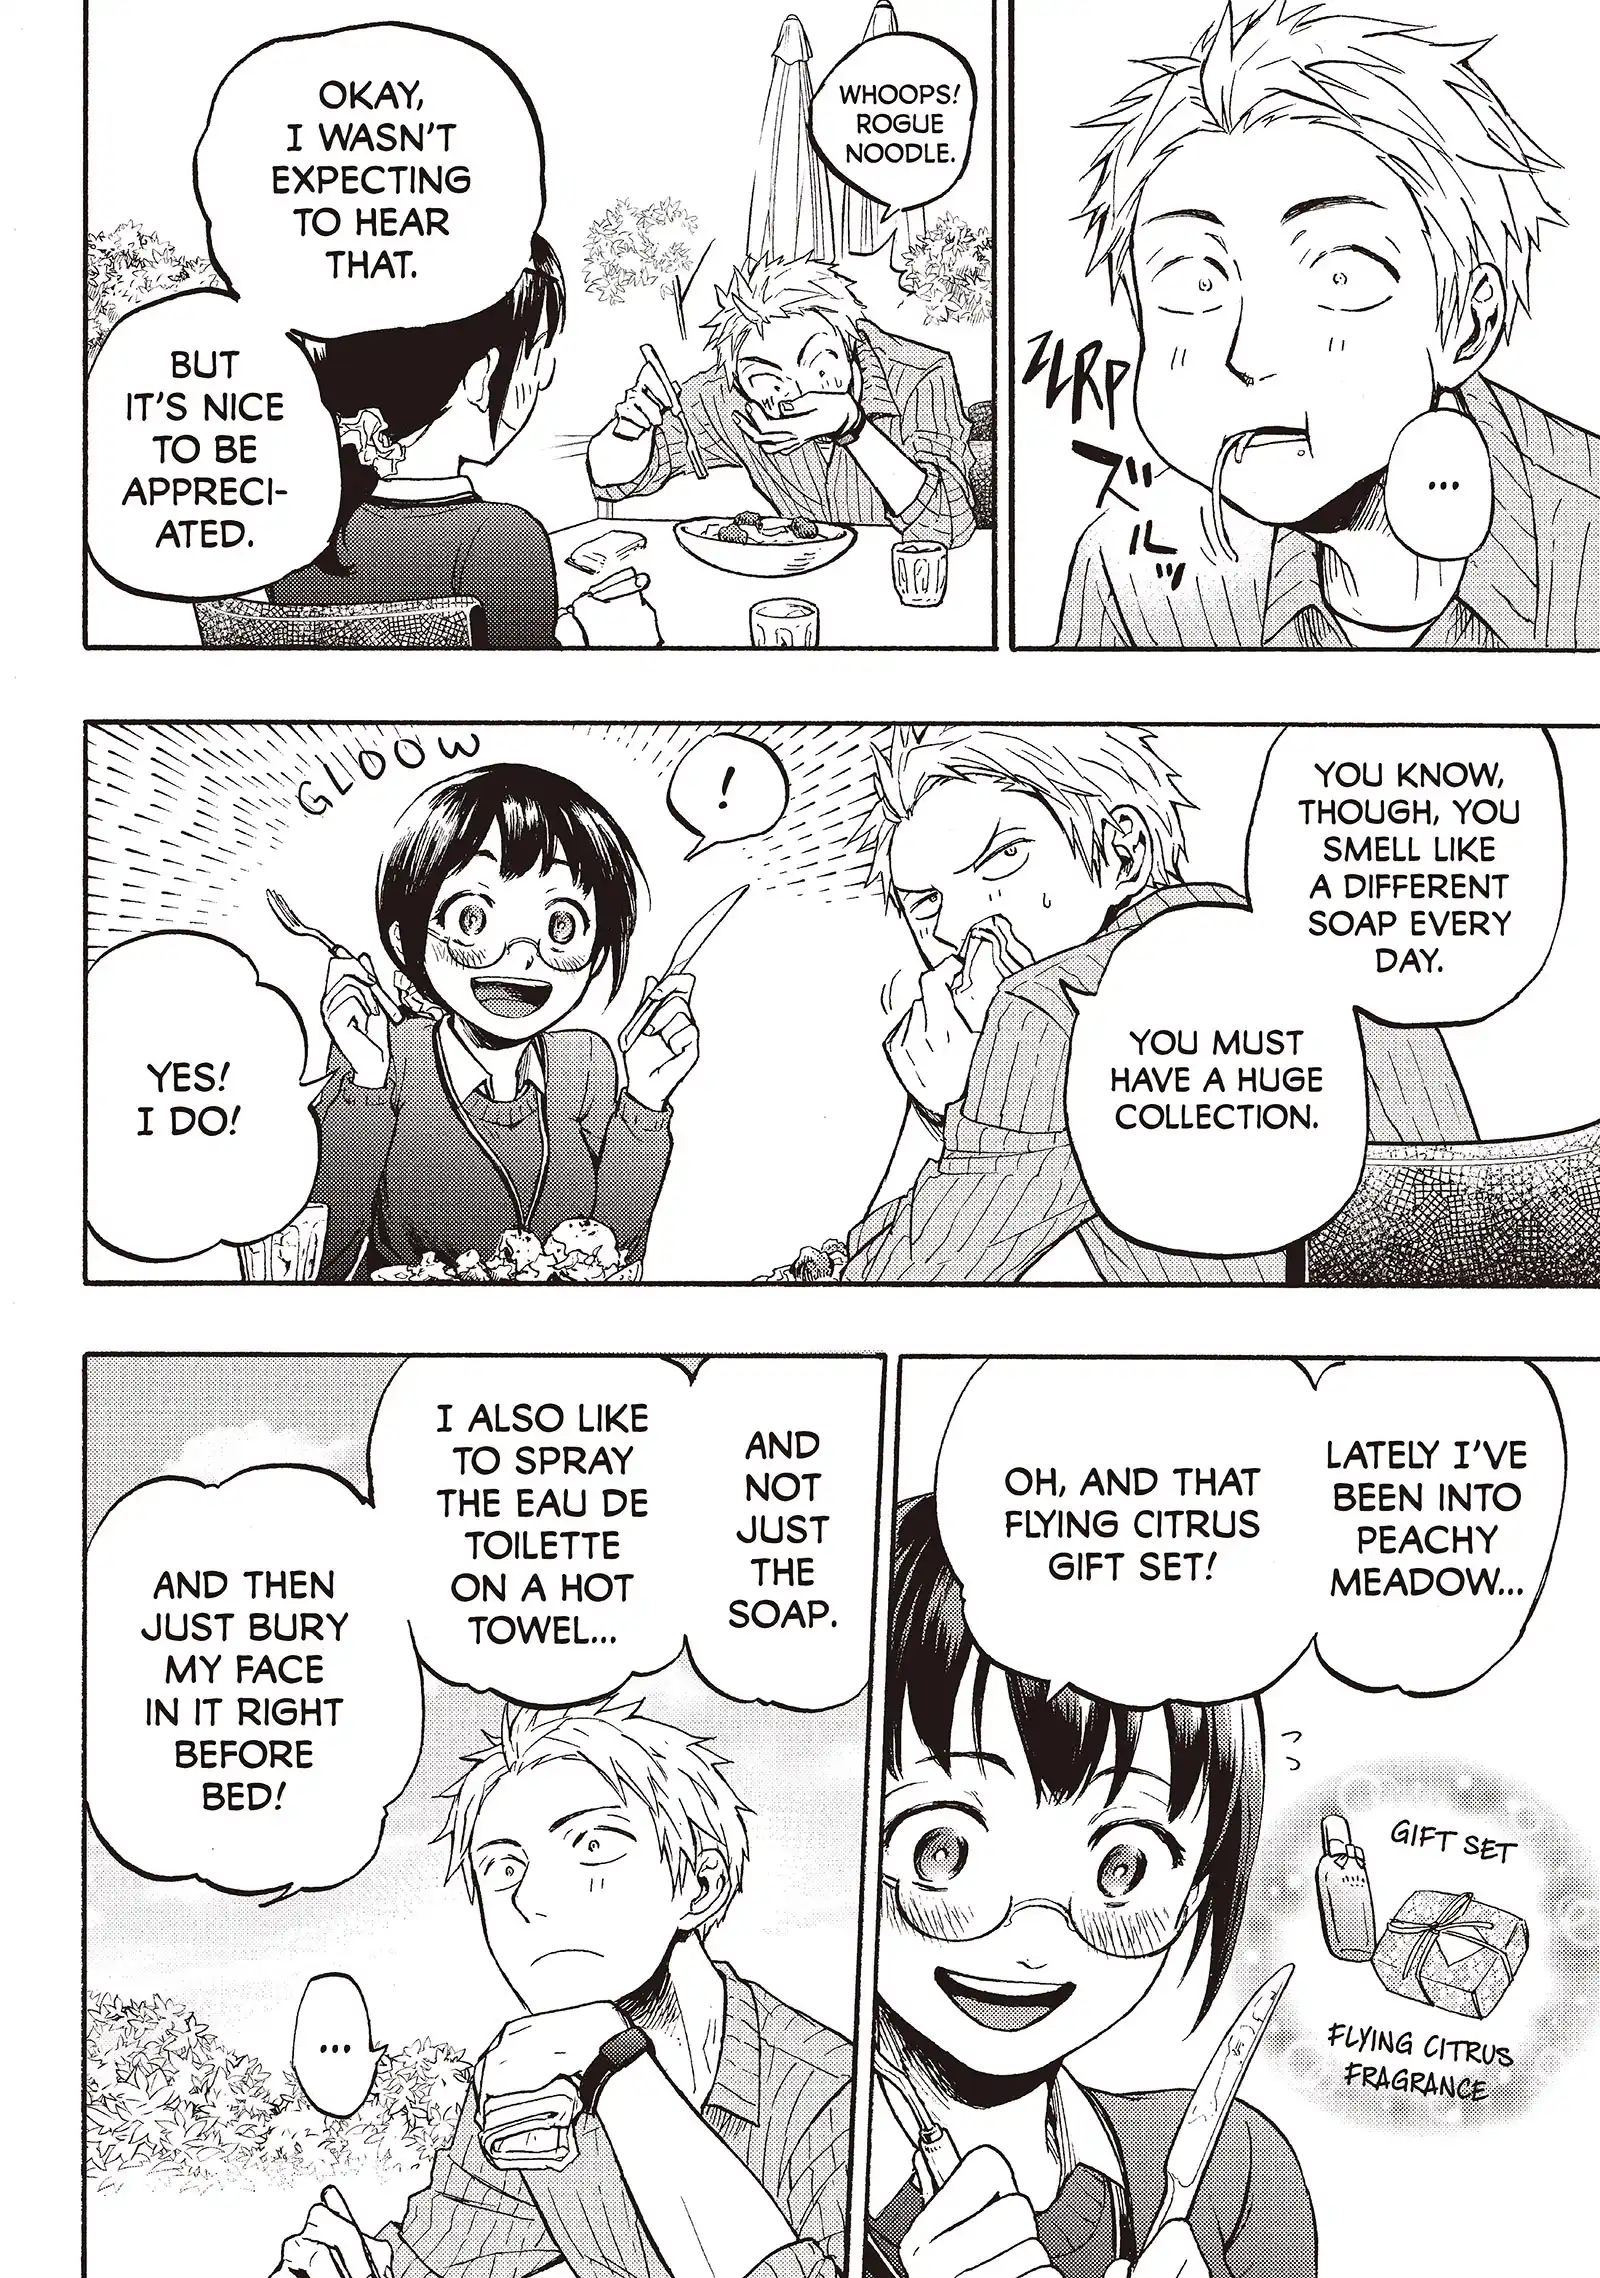 ...
ZLRP
ズ
ル
ッ
WHOOPS!
ROGUE
NOODLE.
OKAY,
I WASN'T
EXPECTING
TO HEAR
THAT.
BUT
IT'S NICE
TO BE
APPRECI-
ATED.
YOU KNOW,
THOUGH, YOU
SMELL LIKE
A DIFFERENT
SOAP EVERY
DAY.
YOU MUST
HAVE A HUGE
COLLECTION.
!
GLOOW
YES!
I DO!
LATELY I'VE
BEEN INTO
PEACHY
MEADOW...
OH, AND THAT
FLYING CITRUS
GIFT SET!
GIFT SET
FLYING CITRUS
FRAGRANCE
AND
NOT
JUST
THE
SOAP.
I ALSO LIKE
TO SPRAY
THE EAU DE
TOILETTE
ON A HOT
TOWEL...
AND THEN
JUST BURY
MY FACE
IN IT RIGHT
BEFORE
BED!
...